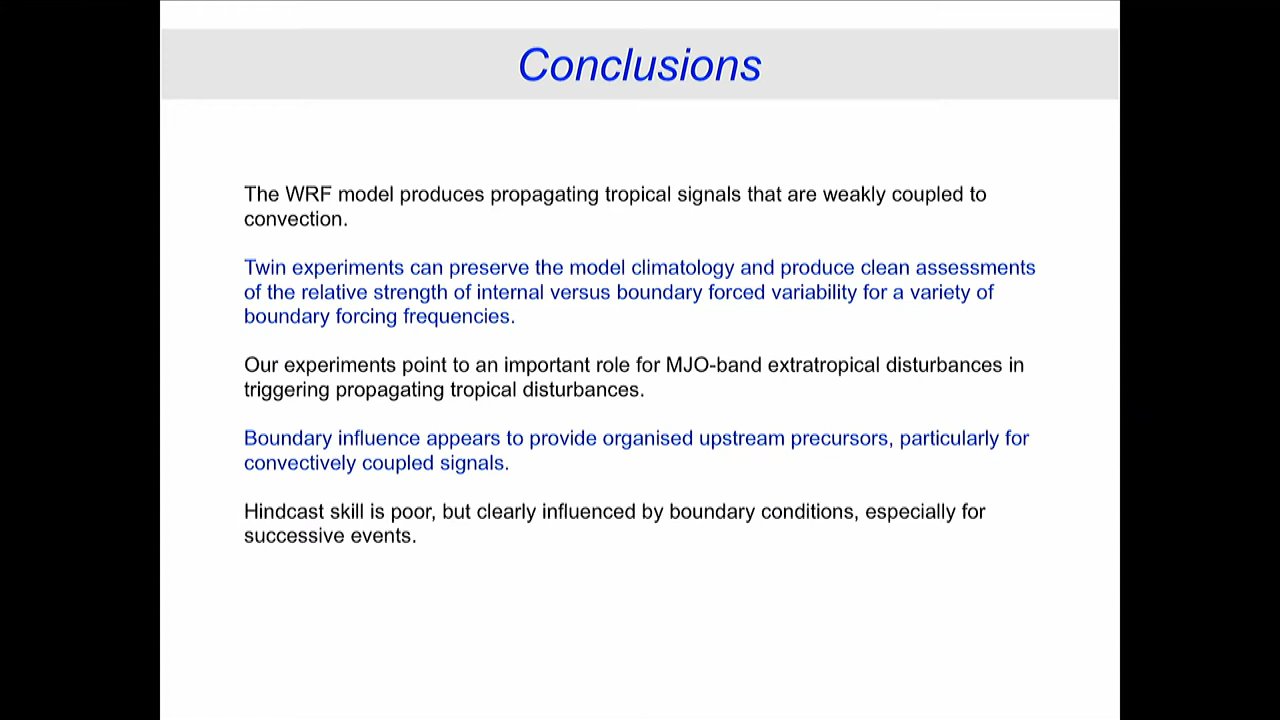 Conclusions
The WRF model produces propagating tropical signals that are weakly coupled to
convection.
Twin experiments can preserve the model climatology and produce clean assessments
of the relative strength of internal versus boundary forced variability for a variety of
boundary forcing frequencies.
Our experiments point to an important role for MJO-band extratropical disturbances in
triggering propagating tropical disturbances.
Boundary influence appears to provide organised upstream precursors, particularly for
convectively coupled signals.
Hindcast skill is poor, but clearly influenced by boundary conditions, especially for
successive events.